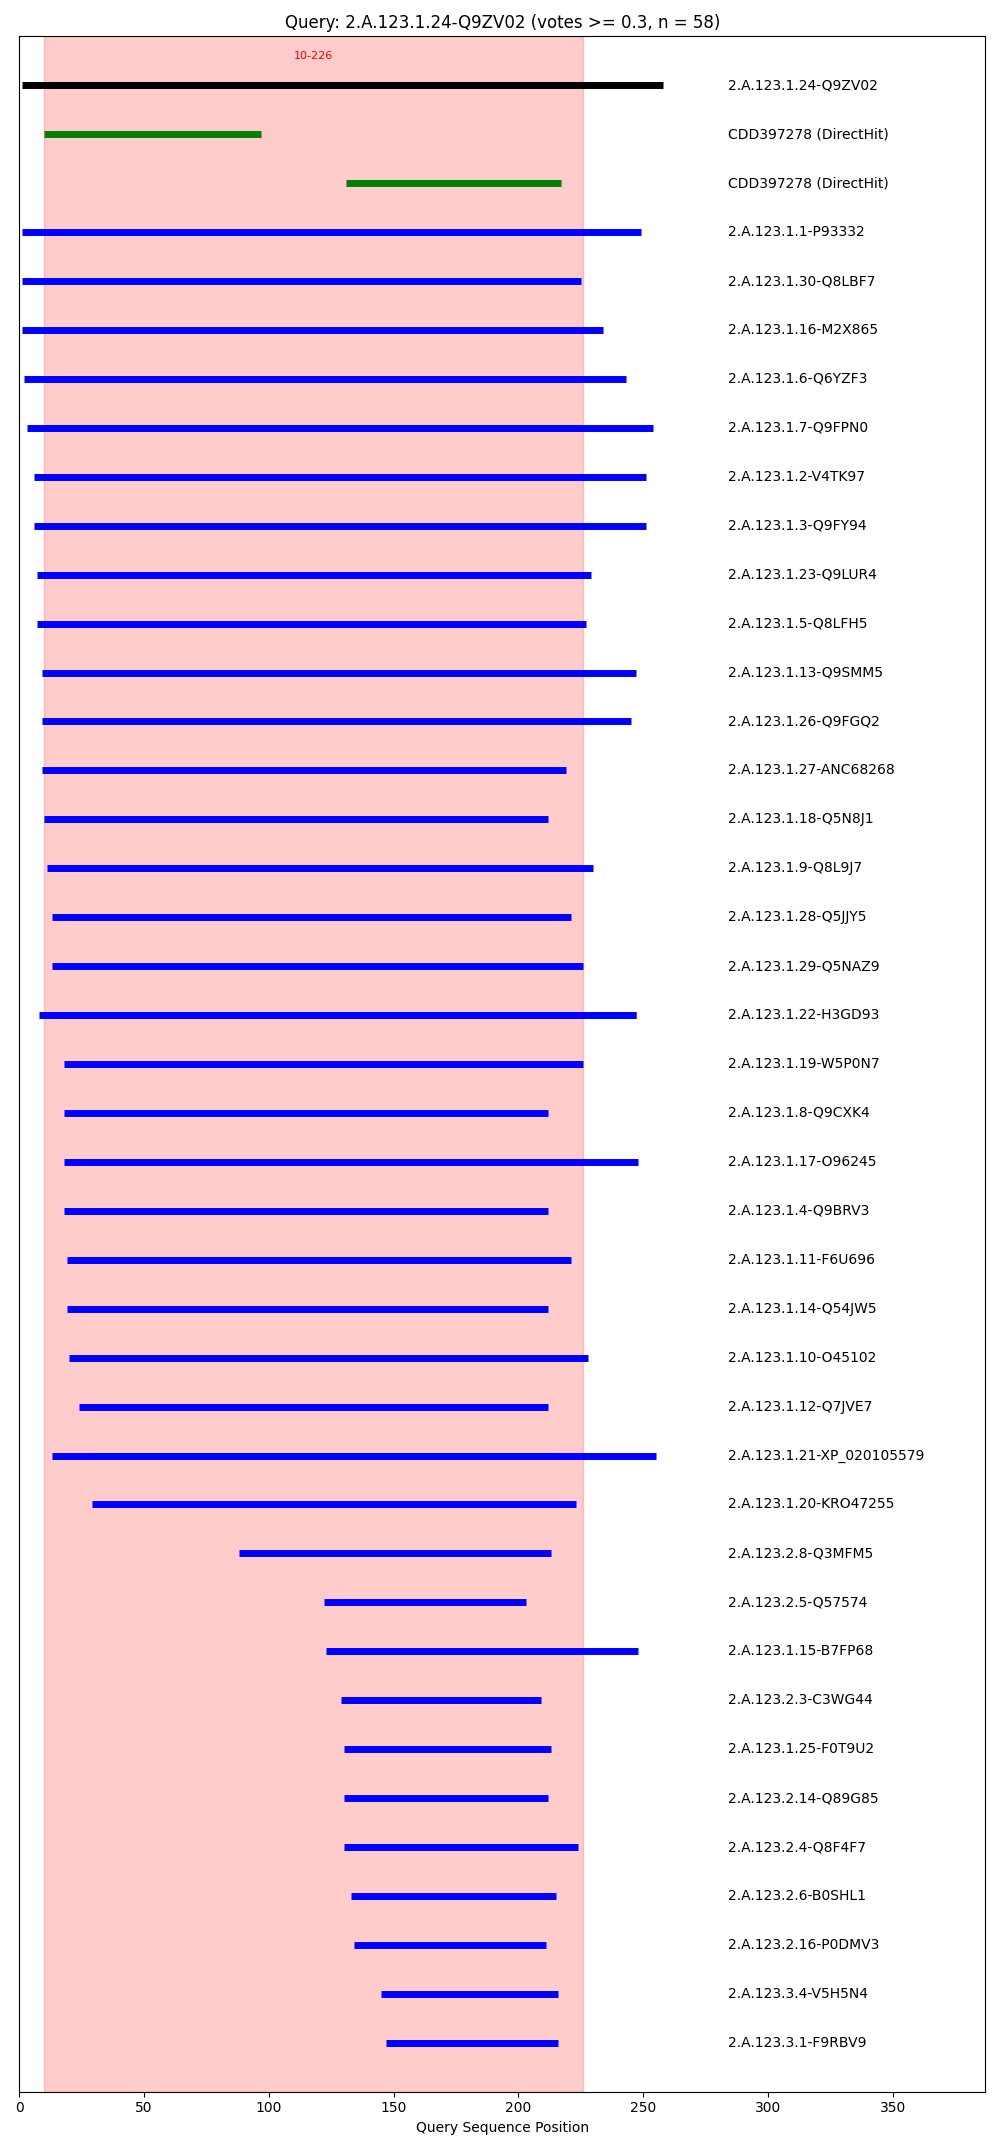 Query: 2.A.123.1.24-Q9ZV02 (votes >= 0.3, n = 58)
10-226
2.A.123.1.24-Q9ZV02
CDD397278 (DirectHit)
CDD397278 (DirectHit)
2.A.123.1.1-P93332
2.A.123.1.30-Q8LBF7
2.A.123.1.16-M2X865
2.A.123.1.6-Q6YZF3
2.A.123.1.7-Q9FPN0
2.A.123.1.2-V4TK97
2.A.123.1.3-Q9FY94
2.A.123.1.23-Q9LUR4
2.A.123.1.5-Q8LFH5
2.A.123.1.13-Q9SMM5
2.A.123.1.26-Q9FGQ2
2.A.123.1.27-ANC68268
2.A.123.1.18-Q5N8J1
2.A.123.1.9-Q8L9J7
2.A.123.1.28-Q5JJY5
2.A.123.1.29-Q5NAZ9
2.A.123.1.22-H3GD93
2.A.123.1.19-W5P0N7
2.A.123.1.8-Q9CXK4
2.A.123.1.17-O96245
2.A.123.1.4-Q9BRV3
2.A.123.1.11-F6U696
2.A.123.1.14-Q54JW5
2.A.123.1.10-O45102
2.A.123.1.12-Q7JVE7
2.A.123.1.21-XP_020105579
2.A.123.1.20-KRO47255
2.A.123.2.8-Q3MFM5
2.A.123.2.5-Q57574
2.A.123.1.15-B7FP68
2.A.123.2.3-C3WG44
2.A.123.1.25-F0T9U2
2.A.123.2.14-Q89G85
2.A.123.2.4-Q8F4F7
2.A.123.2.6-B0SHL1
2.A.123.2.16-P0DMV3
2.A.123.3.4-V5H5N4
2.A.123.3.1-F9RBV9
0 50 100 150 200 250 300 350
Query Sequence Position